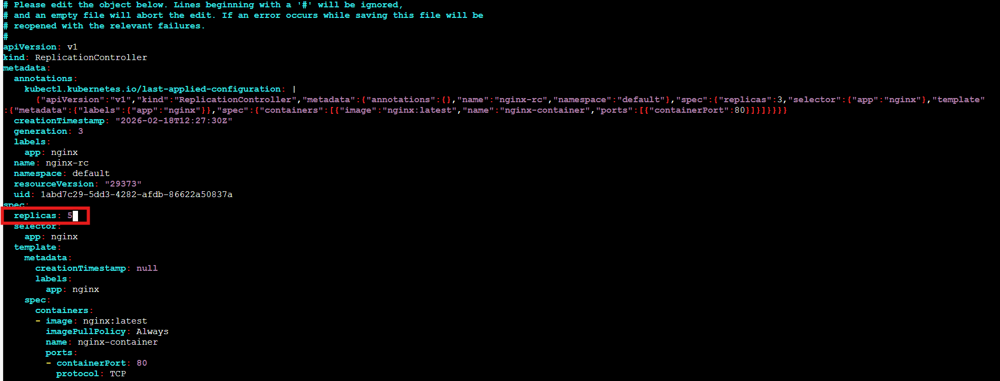 # Please edit the object below. Lines beginning with a '#' will be ignored,
# and an empty file will abort the edit. If an error occurs while saving this file will be
# reopened with the relevant failures.
#
apiVersion: v1
kind: ReplicationController
metadata:
  annotations:
    kubectl.kubernetes.io/last-applied-configuration: |
      {"apiVersion":"v1","kind":"ReplicationController","metadata":{"annotations":{},"name":"nginx-rc","namespace":"default"},"spec":{"replicas":3,"selector":{"app":"nginx"},"template"
:{"metadata":{"labels":{"app":"nginx"}},"spec":{"containers":[{"image":"nginx:latest","name":"nginx-container","ports":[{"containerPort":80}]}]}}}}
  creationTimestamp: "2026-02-18T12:27:30Z"
  generation: 3
  labels:
    app: nginx
  name: nginx-rc
  namespace: default
  resourceVersion: "29373"
  uid: 1abd7c29-5dd3-4282-afdb-86622a50837a
spec:
  replicas: 5
  selector:
    app: nginx
  template:
    metadata:
      creationTimestamp: null
      labels:
        app: nginx
    spec:
      containers:
      - image: nginx:latest
        imagePullPolicy: Always
        name: nginx-container
        ports:
        - containerPort: 80
          protocol: TCP